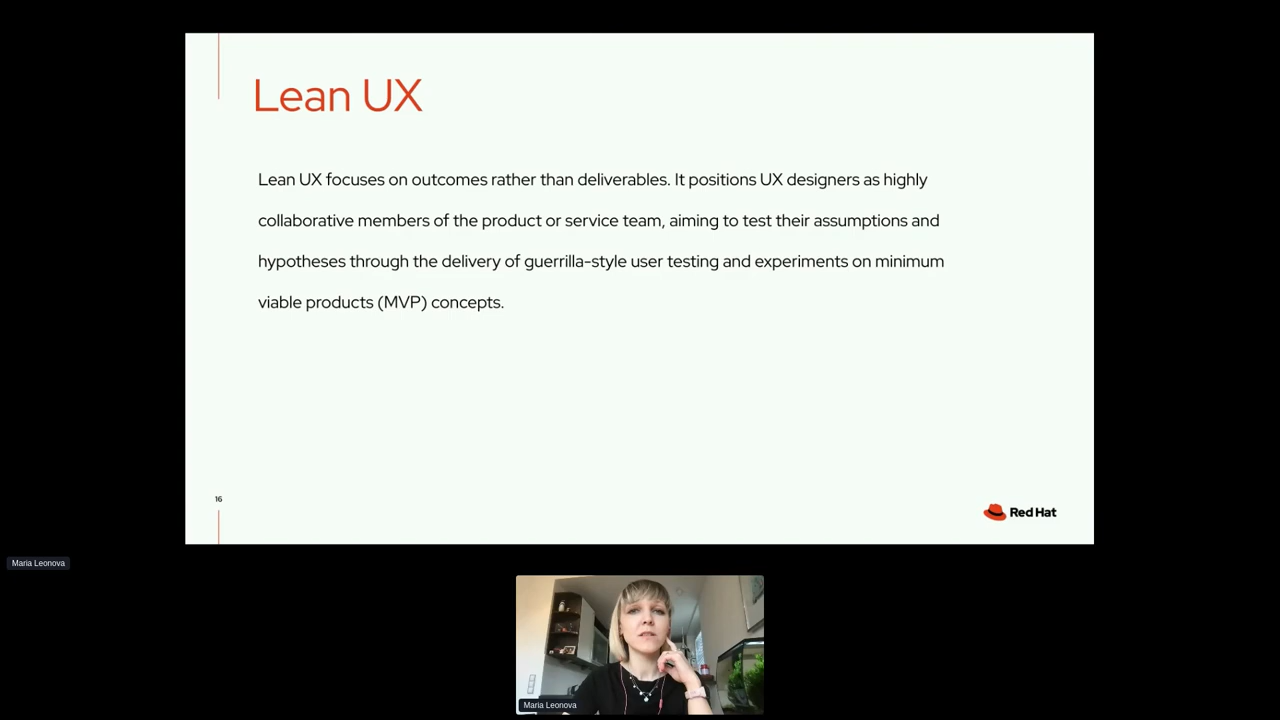 Lean UX
Lean UX focuses on outcomes rather than deliverables. It positions UX designers as highly
collaborative members of the product or service team, aiming to test their assumptions and
hypotheses through the delivery of guerrilla-style user testing and experiments on minimum
viable products (MVP) concepts.
16
Red Hat
Maria Leonova
Maria Leonova